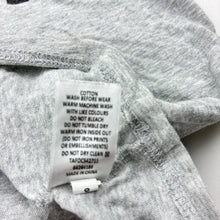 COTTON
WASH BEFORE WEAR
WARM MACHINE WASH
WITH LIKE COLOURS
DO NOT BLEACH
DO NOT TUMBLE DRY
WARM IRON INSIDE OUT
(DO NOT IRON ON PRINTS
OR EMBELLISHMENTS)
DO NOT DRY CLEAN
MADE IN CHINA